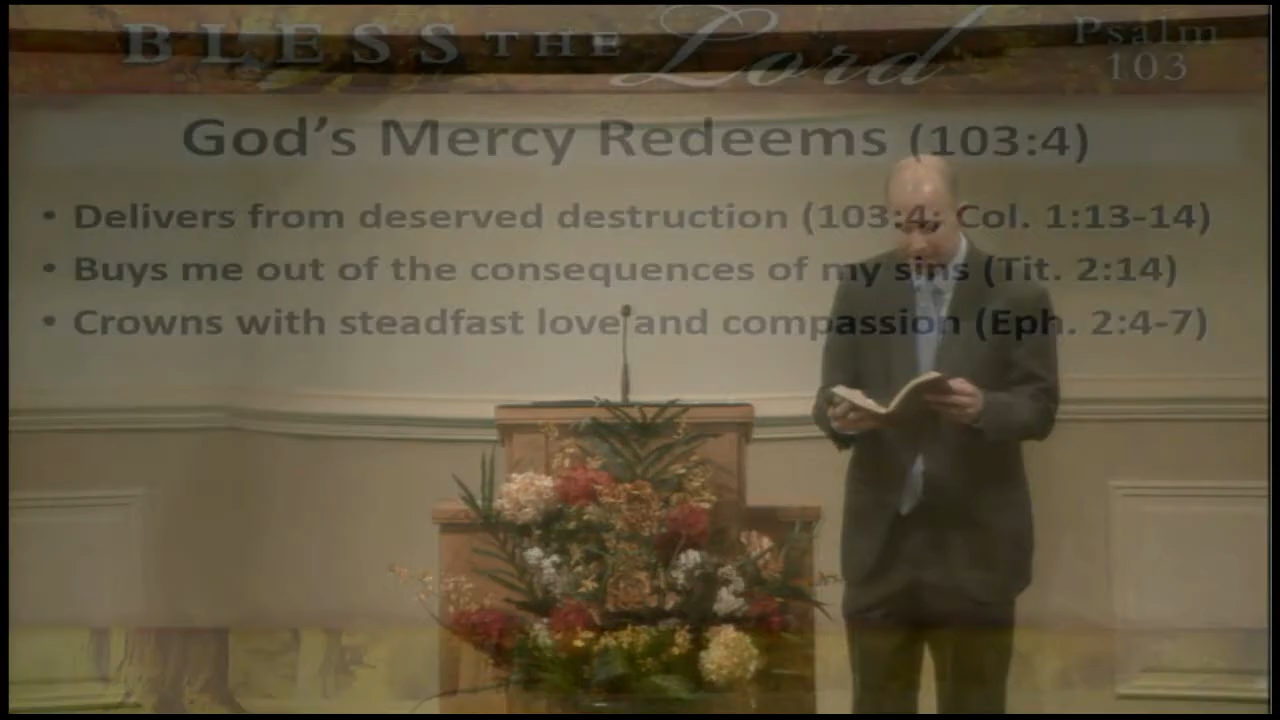 BLESS THE Lord Psalm 103
God's Mercy Redeems (103:4)
• Delivers from deserved destruction (103:4; Col. 1:13-14)
• Buys me out of the consequences of my sins (Tit. 2:14)
• Crowns with steadfast love and compassion (Eph. 2:4-7)